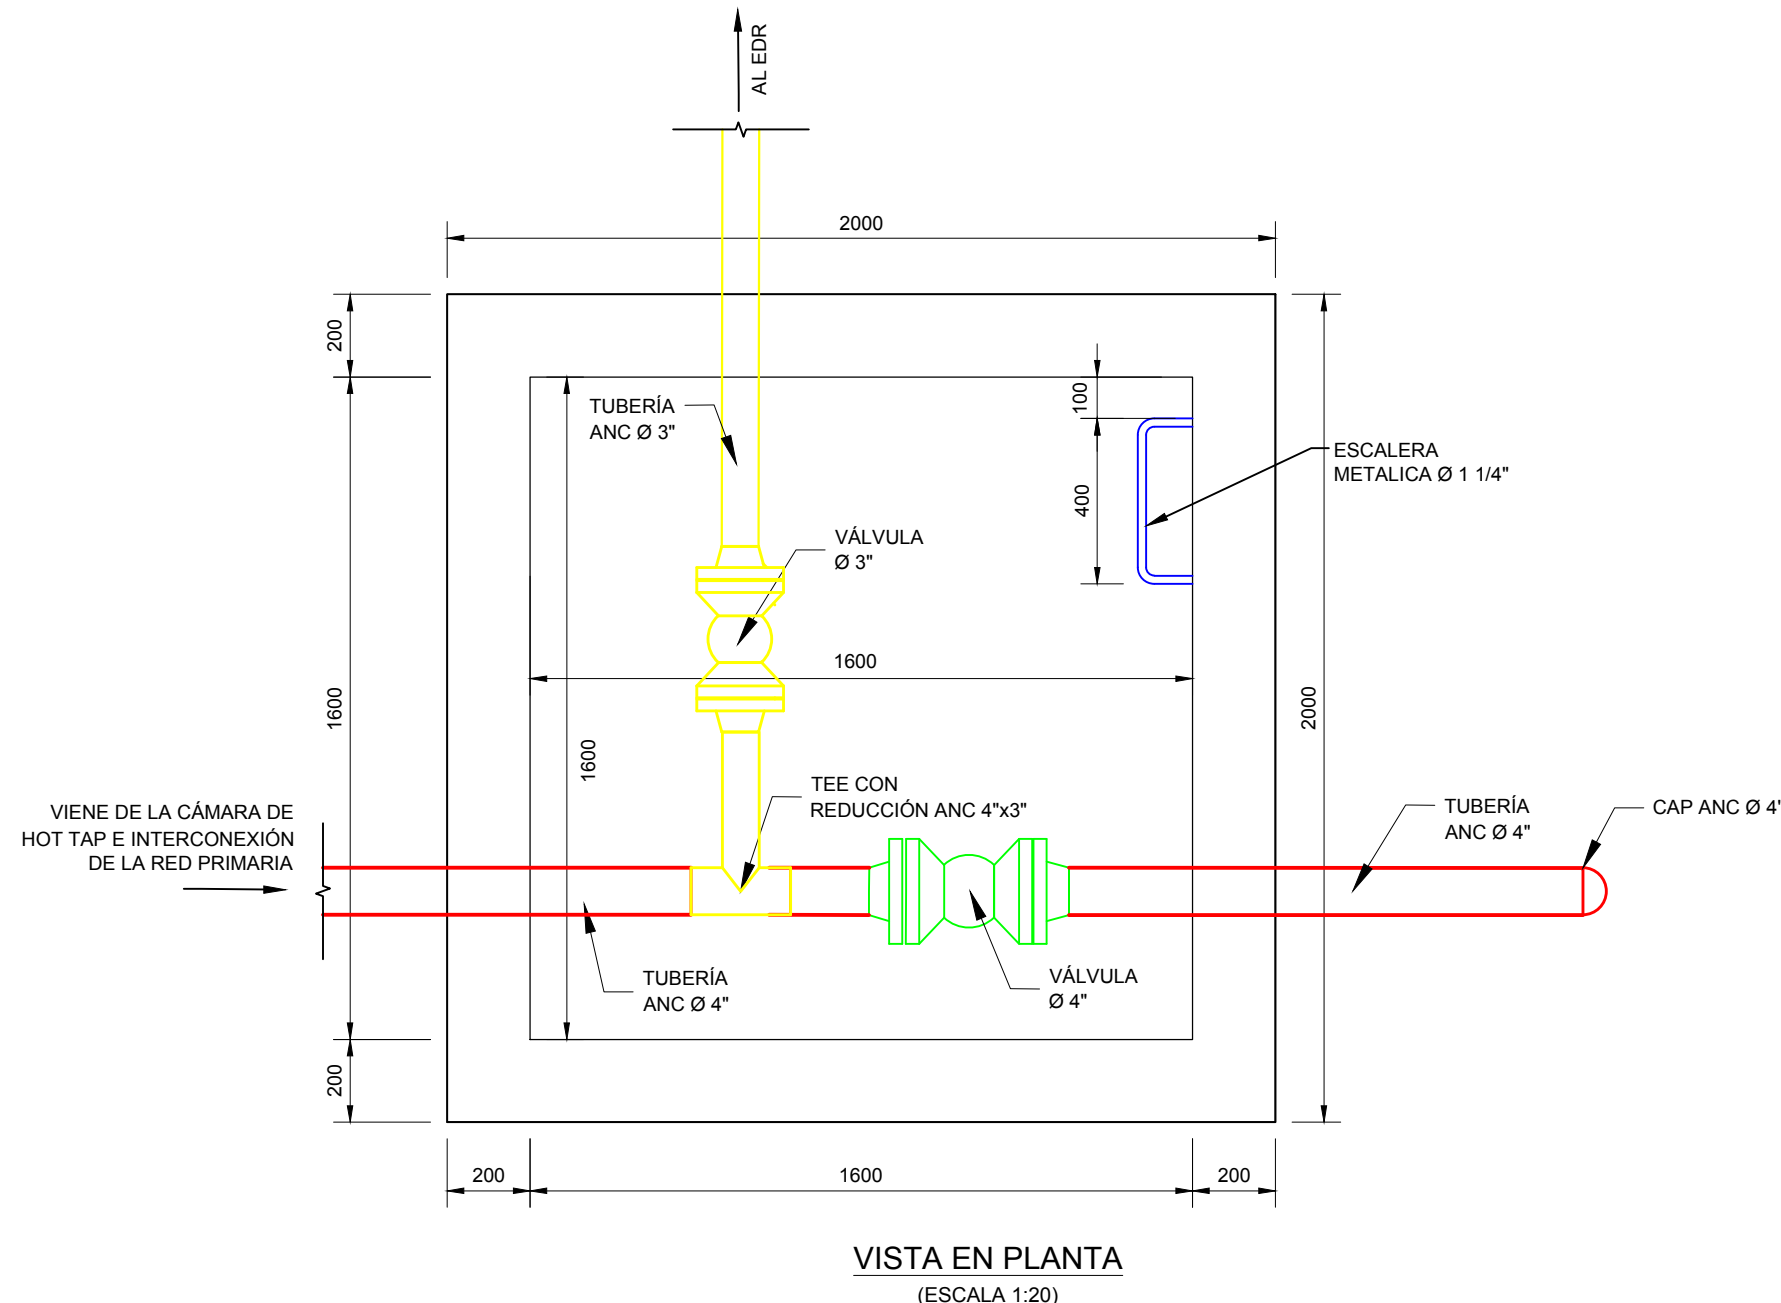 AL EDR
2000
200
TUBERÍA
ANC Ø 3"
100
ESCALERA
METALICA Ø 1 1/4"
400
VÁLVULA
Ø 3"
1600
1600
2000
1600
TEE CON
REDUCCIÓN ANC 4"x3"
VIENE DE LA CÁMARA DE
HOT TAP E INTERCONEXIÓN
DE LA RED PRIMARIA
TUBERÍA
ANC Ø 4"
CAP ANC Ø 4'
TUBERÍA
ANC Ø 4"
VÁLVULA
Ø 4"
200
200
1600
200
VISTA EN PLANTA
(ESCALA 1:20)